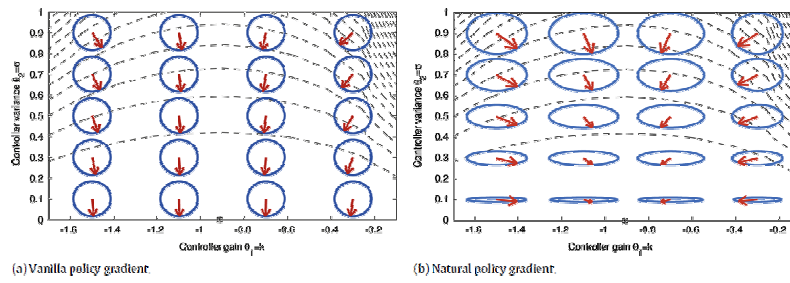 1
0.9
0.8
0.7
0.6
0.5
0.4
0.3
0.2
0.1
0
Controller variance θ₂=σ
-1.6 -1.4 -1.2 -1 -0.8 -0.6 -0.4 -0.2
Controller gain θ₁=k
(a) Vanilla policy gradient.
1
0.9
0.8
0.7
0.6
0.5
0.4
0.3
0.2
0.1
0
Controller variance θ₂=σ
-1.6 -1.4 -1.2 -1 -0.8 -0.6 -0.4 -0.2
Controller gain θ₁=k
(b) Natural policy gradient.